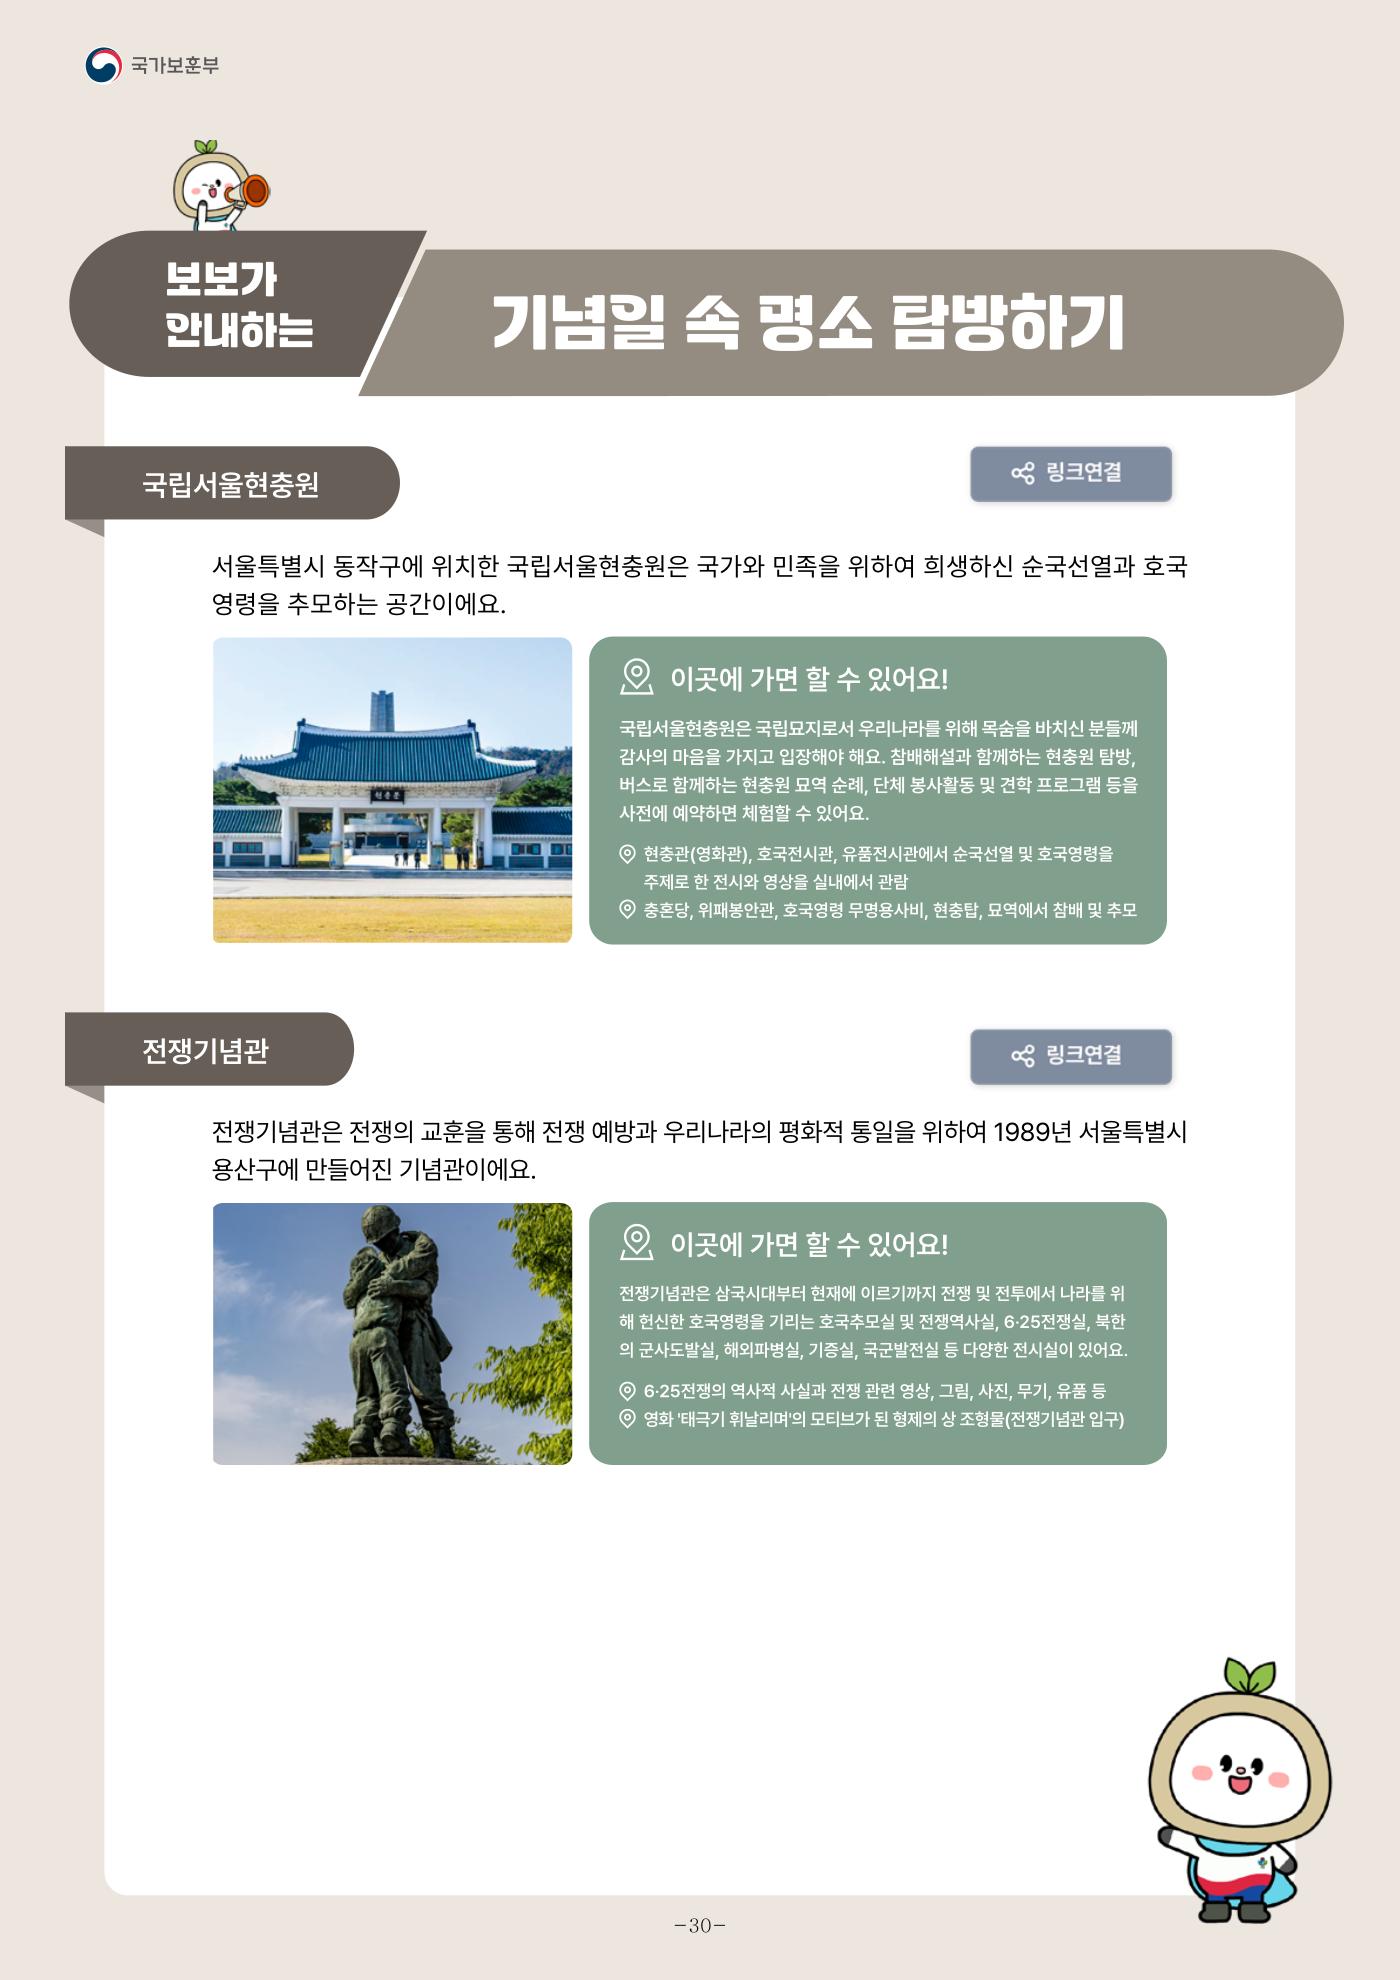 국가보훈부
보보가
안내하는
기념일 속 명소 탐방하기
국립서울현충원
링크연결
서울특별시 동작구에 위치한 국립서울현충원은 국가와 민족을 위하여 희생하신 순국선열과 호국
영령을 추모하는 공간이에요.
이곳에 가면 할 수 있어요!
국립서울현충원은 국립묘지로서 우리나라를 위해 목숨을 바치신 분들께
감사의 마음을 가지고 입장해야 해요. 참배해설과 함께하는 현충원 탐방,
버스로 함께하는 현충원 묘역 순례, 단체 봉사활동 및 견학 프로그램 등을
사전에 예약하면 체험할 수 있어요.
현충관(영화관), 호국전시관, 유품전시관에서 순국선열 및 호국영령을
주제로 한 전시와 영상을 실내에서 관람
충혼당, 위패봉안관, 호국영령 무명용사비, 현충탑, 묘역에서 참배 및 추모
전쟁기념관
링크연결
전쟁기념관은 전쟁의 교훈을 통해 전쟁 예방과 우리나라의 평화적 통일을 위하여 1989년 서울특별시
용산구에 만들어진 기념관이에요.
이곳에 가면 할 수 있어요!
전쟁기념관은 삼국시대부터 현재에 이르기까지 전쟁 및 전투에서 나라를 위
해 헌신한 호국영령을 기리는 호국추모실 및 전쟁역사실, 6·25전쟁실, 북한
의 군사도발실, 해외파병실, 기증실, 국군발전실 등 다양한 전시실이 있어요.
6·25전쟁의 역사적 사실과 전쟁 관련 영상, 그림, 사진, 무기, 유품 등
영화 '태극기 휘날리며'의 모티브가 된 형제의 상 조형물(전쟁기념관 입구)
-30-